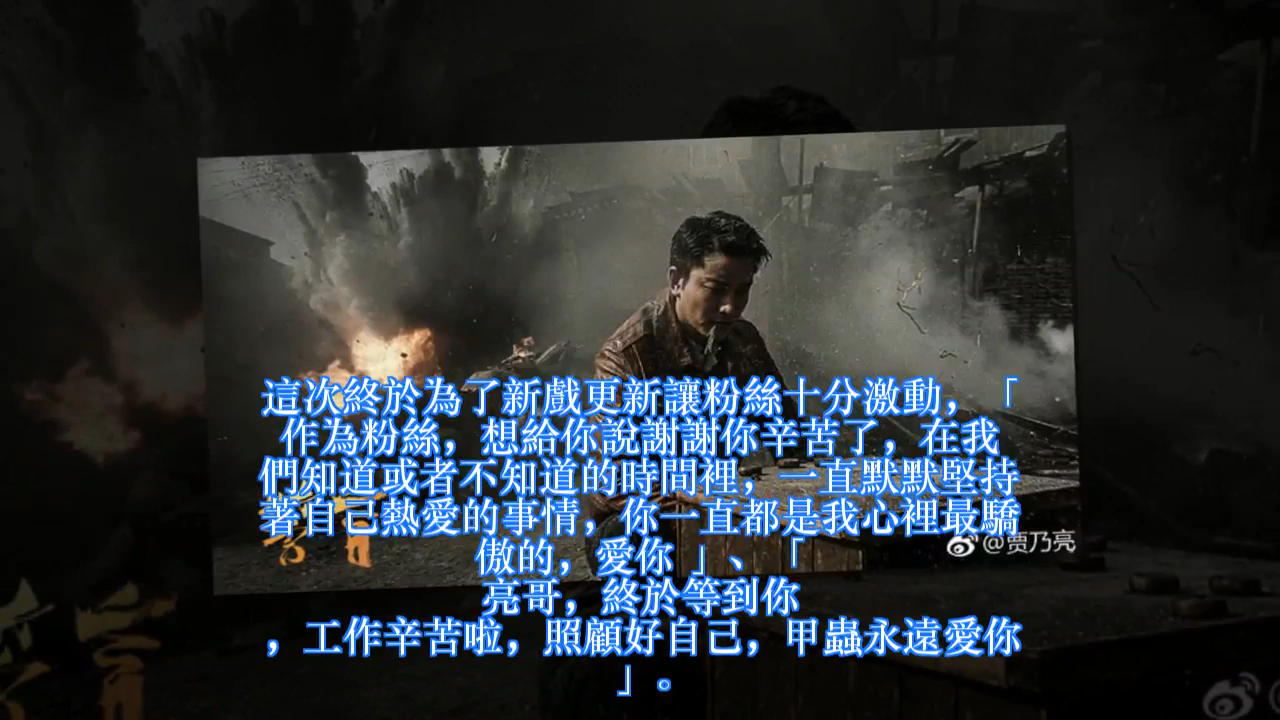 這次終於為了新戲更新讓粉絲十分激動，「
作為粉絲，想給你說謝謝你辛苦了，在我
們知道或者不知道的時間裡，一直默默堅持
著自己熱愛的事情，你一直都是我心裡最驕
傲的，愛你 」、「
亮哥，終於等到你
，工作辛苦啦，照顧好自己，甲蟲永遠愛你
」。
@贾乃亮